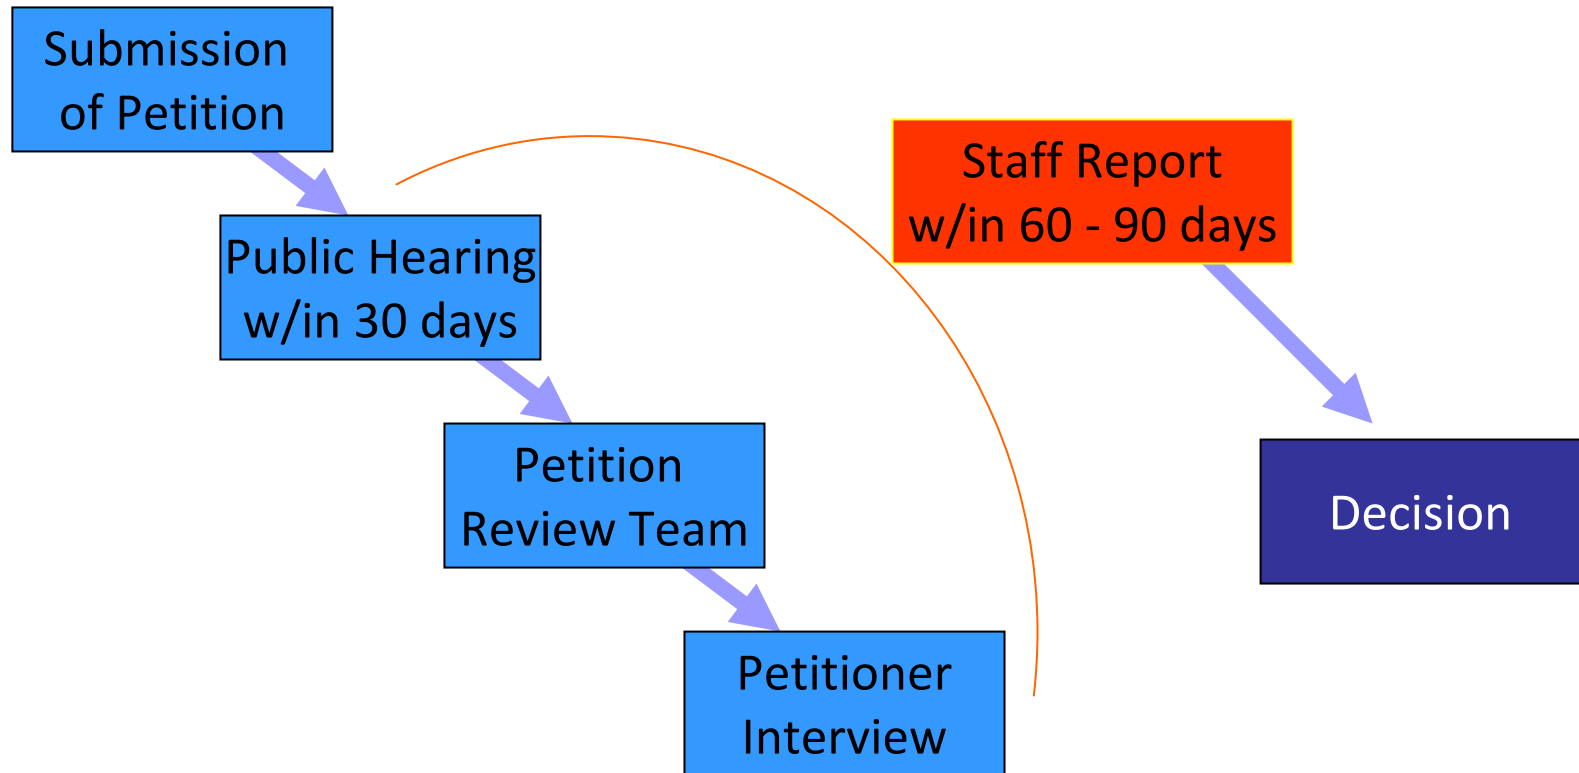 Submission
of Petition
Public Hearing
w/in 30 days
Petition
Review Team
Petitioner
Interview
Staff Report
w/in 60 - 90 days
Decision